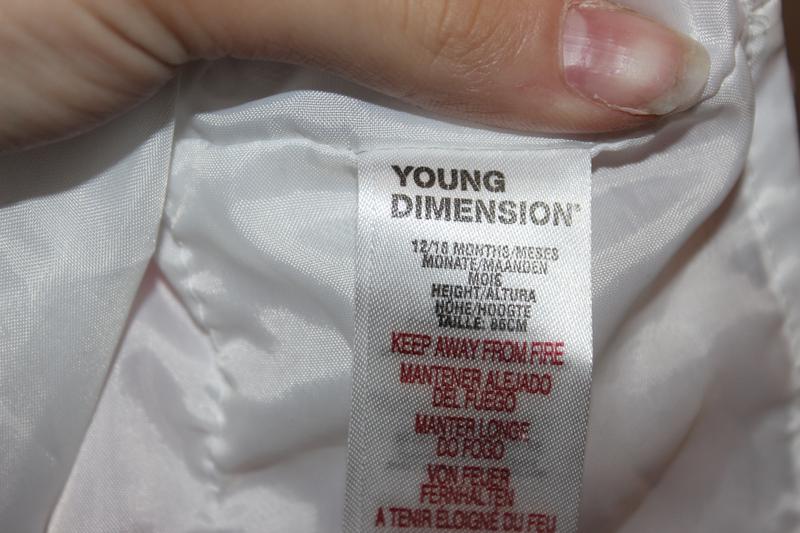 YOUNG
DIMENSION®
12/18 MONTHS/MESES
MONATE/MAANDEN
MOIS
HEIGHT/ALTURA
HÖHE/HOOGTE
TAILLE: 86CM
KEEP AWAY FROM FIRE
MANTENER ALEJADO
DEL FUEGO
MANTER LONGE
DO FOGO
VON FEUER
FERNHALTEN
A TENIR ÉLOIGNÉ DU FEU